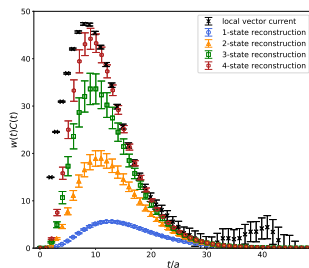 50
40
30
20
10
0
w(t)C(t)
local vector current
1-state reconstruction
2-state reconstruction
3-state reconstruction
4-state reconstruction
0 10 20 30 40
t/a